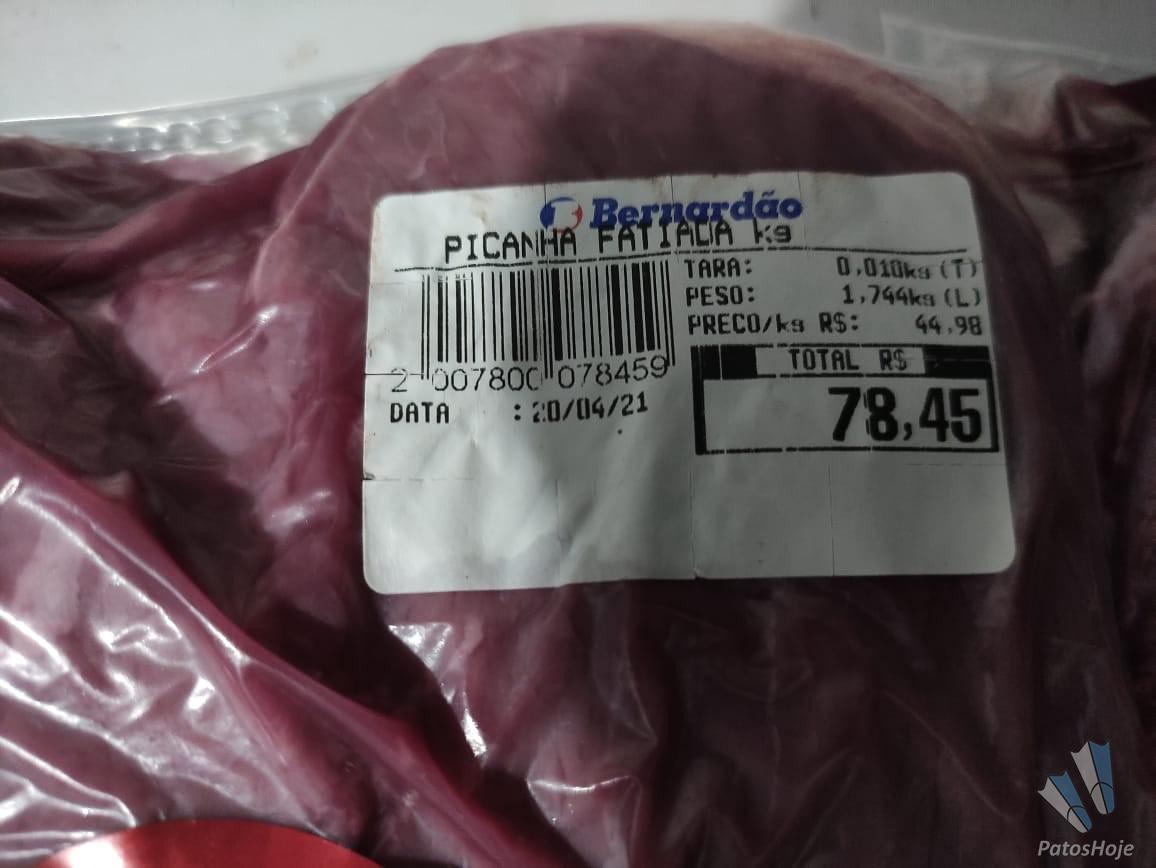 Bernardão
PICANHA FATIADA kg
TARA: 0,010kg (T)
PESO: 1,744kg (L)
PRECO/kg R$: 44,98
TOTAL R$
78,45
2 007800 078459
DATA : 20/04/21
PatosHoje